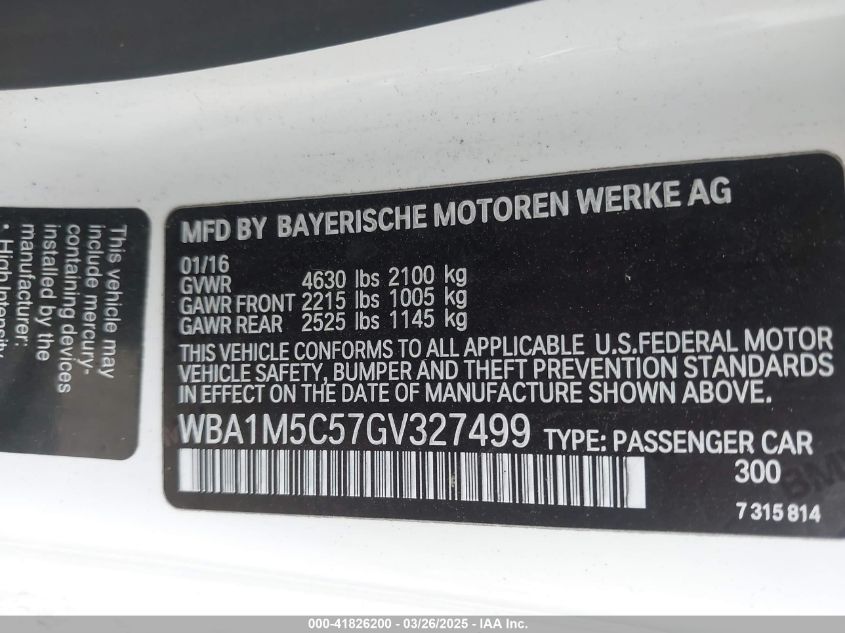 MFD BY BAYERISCHE MOTOREN WERKE AG
01/16
GVWR 4630 lbs 2100 kg
GAWR FRONT 2215 lbs 1005 kg
GAWR REAR 2525 lbs 1145 kg
THIS VEHICLE CONFORMS TO ALL APPLICABLE U.S.FEDERAL MOTOR
VEHICLE SAFETY, BUMPER AND THEFT PREVENTION STANDARDS
IN EFFECT ON THE DATE OF MANUFACTURE SHOWN ABOVE.
WBA1M5C57GV327499 TYPE: PASSENGER CAR
300
7 315 814
This vehicle may
include mercury-
containing devices
installed by the
manufacturer:
• High Intensity
000-41826200 - 03/26/2025 - IAA Inc.